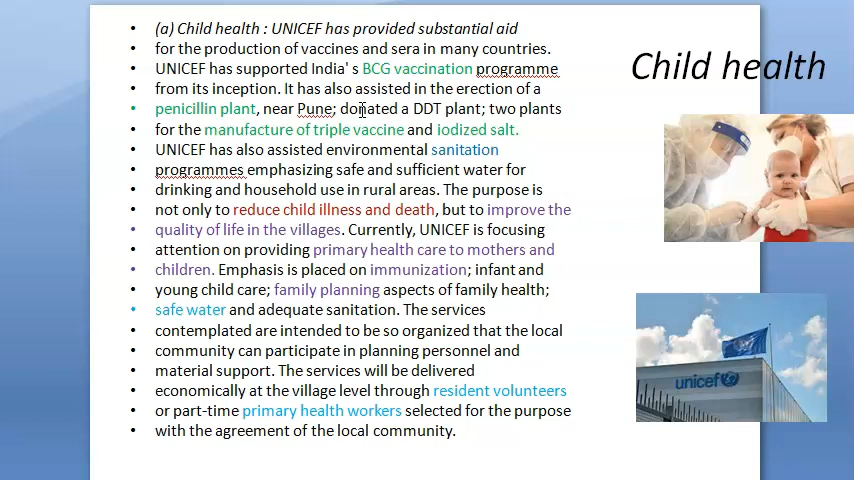 (a) Child health : UNICEF has provided substantial aid
for the production of vaccines and sera in many countries.
UNICEF has supported India' s BCG vaccination programme
from its inception. It has also assisted in the erection of a
penicillin plant, near Pune; donated a DDT plant; two plants
for the manufacture of triple vaccine and iodized salt.
UNICEF has also assisted environmental sanitation
programmes emphasizing safe and sufficient water for
drinking and household use in rural areas. The purpose is
not only to reduce child illness and death, but to improve the
quality of life in the villages. Currently, UNICEF is focusing
attention on providing primary health care to mothers and
children. Emphasis is placed on immunization; infant and
young child care; family planning aspects of family health;
safe water and adequate sanitation. The services
contemplated are intended to be so organized that the local
community can participate in planning personnel and
material support. The services will be delivered
economically at the village level through resident volunteers
or part-time primary health workers selected for the purpose
with the agreement of the local community.
Child health
unicef